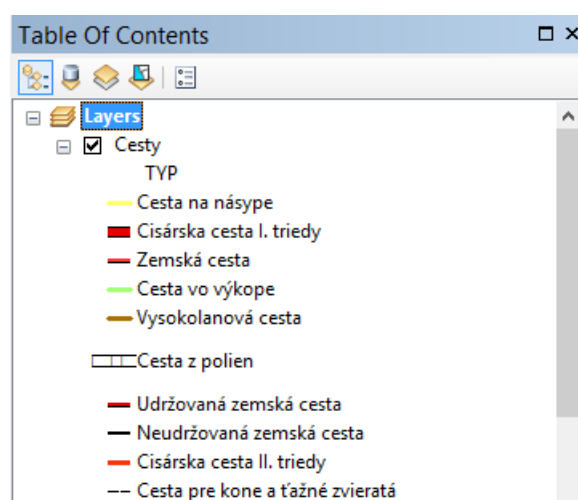 Table Of Contents
Layers
Cesty
TYP
Cesta na násype
Cisárska cesta I. triedy
Zemská cesta
Cesta vo výkope
Vysokolanová cesta
Cesta z polien
Udržovaná zemská cesta
Neudržovaná zemská cesta
Cisárska cesta II. triedy
Cesta pre kone a ťažné zvieratá